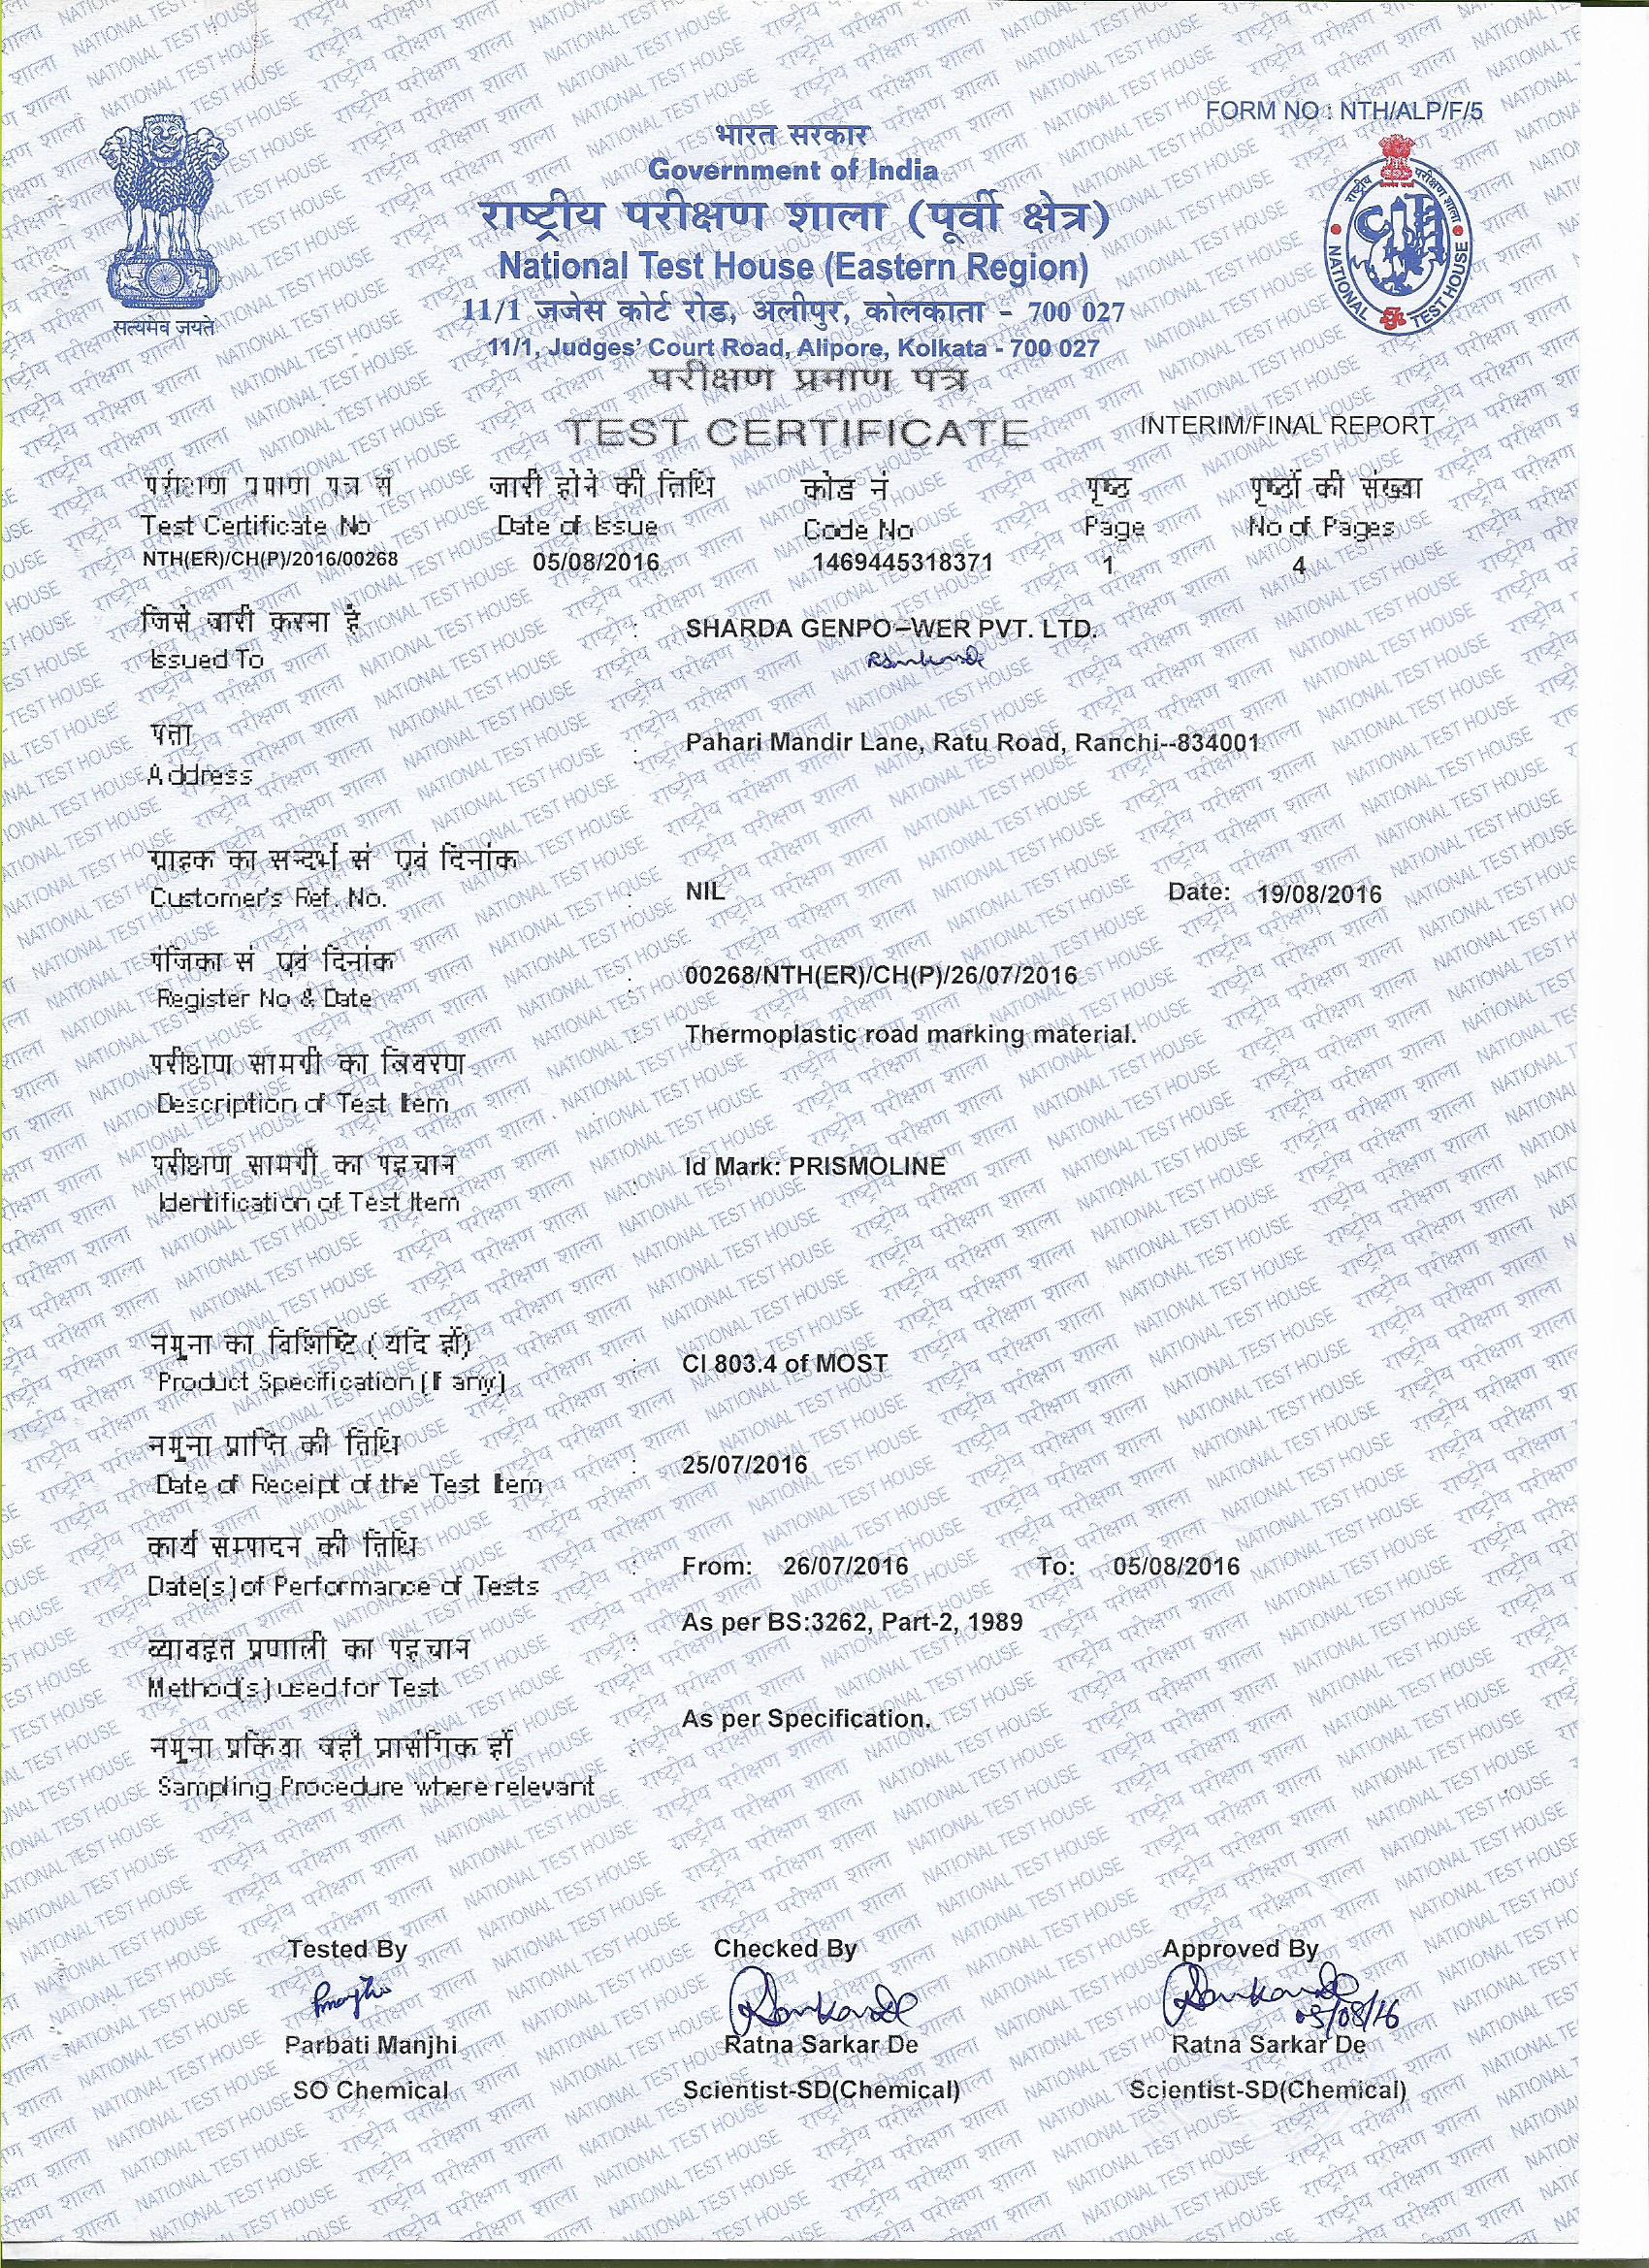 FORM NO : NTH/ALP/F/5
भारत सरकार
Government of India
राष्ट्रीय परीक्षण शाला (पूर्वी क्षेत्र)
National Test House (Eastern Region)
11/1 जजेस कोर्ट रोड, अलीपुर, कोलकाता - 700 027
11/1, Judges' Court Road, Alipore, Kolkata - 700 027
सत्यमेव जयते
राष्ट्रीय परीक्षण शाला
NATIONAL TEST HOUSE
परीक्षण प्रमाण पत्र
TEST CERTIFICATE
INTERIM/FINAL REPORT
परीक्षण प्रमाण पत्र सं जारी होने की तिथि कोड नं पृष्ठ पृष्ठों की संख्या
Test Certificate No Date of Issue Code No Page No of Pages
NTH(ER)/CH(P)/2016/00268 05/08/2016 1469445318371 1 4
जिसे जारी करना है
Issued To : SHARDA GENPO–WER PVT. LTD.
पता
Address : Pahari Mandir Lane, Ratu Road, Ranchi--834001
ग्राहक का सन्दर्भ सं एवं दिनांक
Customer's Ref. No. : NIL Date: 19/08/2016
पंजिका सं एवं दिनांक
Register No & Date : 00268/NTH(ER)/CH(P)/26/07/2016
परीक्षण सामग्री का विवरण
Description of Test Item : Thermoplastic road marking material.
परीक्षण सामग्री का पहचान
Identification of Test Item : Id Mark: PRISMOLINE
नमूना का विशिष्टि ( यदि हों)
Product Specification (If any) : Cl 803.4 of MOST
नमूना प्राप्ति की तिथि
Date of Receipt of the Test Item : 25/07/2016
कार्य सम्पादन की तिथि
Date(s) of Performance of Tests : From: 26/07/2016 To: 05/08/2016
व्यावहृत प्रणाली का पहचान
Method(s) used for Test : As per BS:3262, Part-2, 1989
नमूना प्रकिया जहाँ प्रासंगिक हों
Sampling Procedure where relevant : As per Specification.
Tested By Checked By Approved By
05/08/16
Parbati Manjhi Ratna Sarkar De Ratna Sarkar De
SO Chemical Scientist-SD(Chemical) Scientist-SD(Chemical)